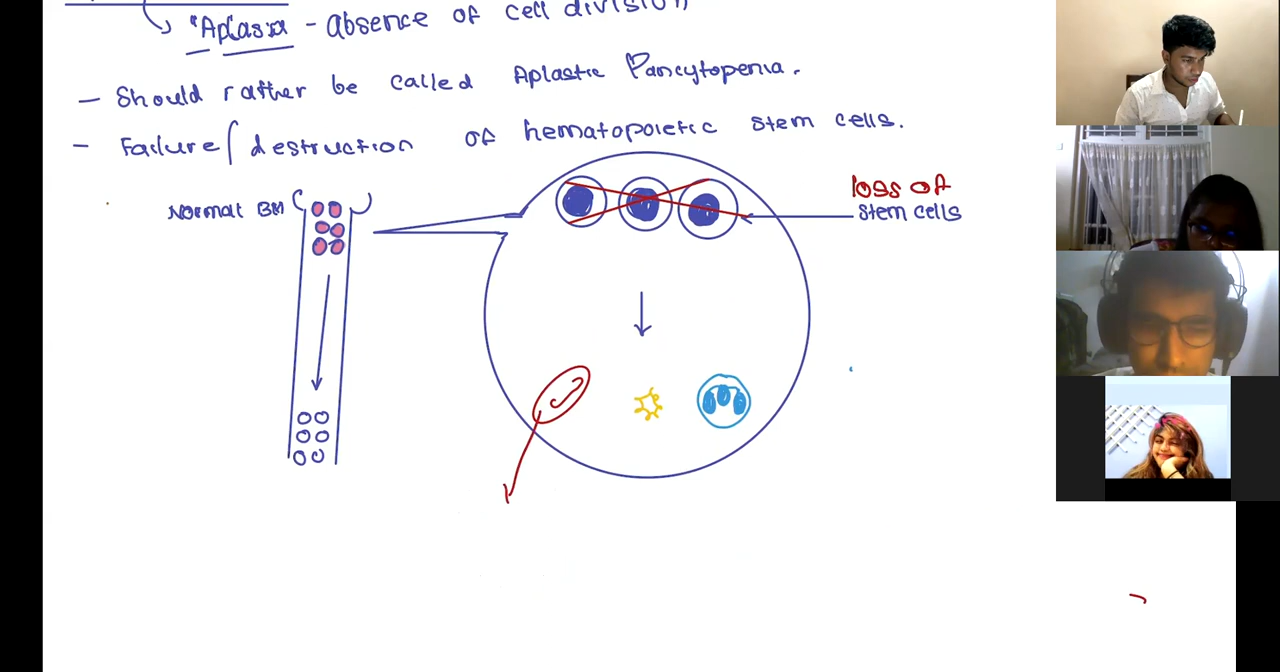 "Aplasia - absence of cell division
- Should rather be called Aplastic Pancytopenia.
- Failure/destruction of hematopoietic stem cells.
Normal BM
loss of
stem cells